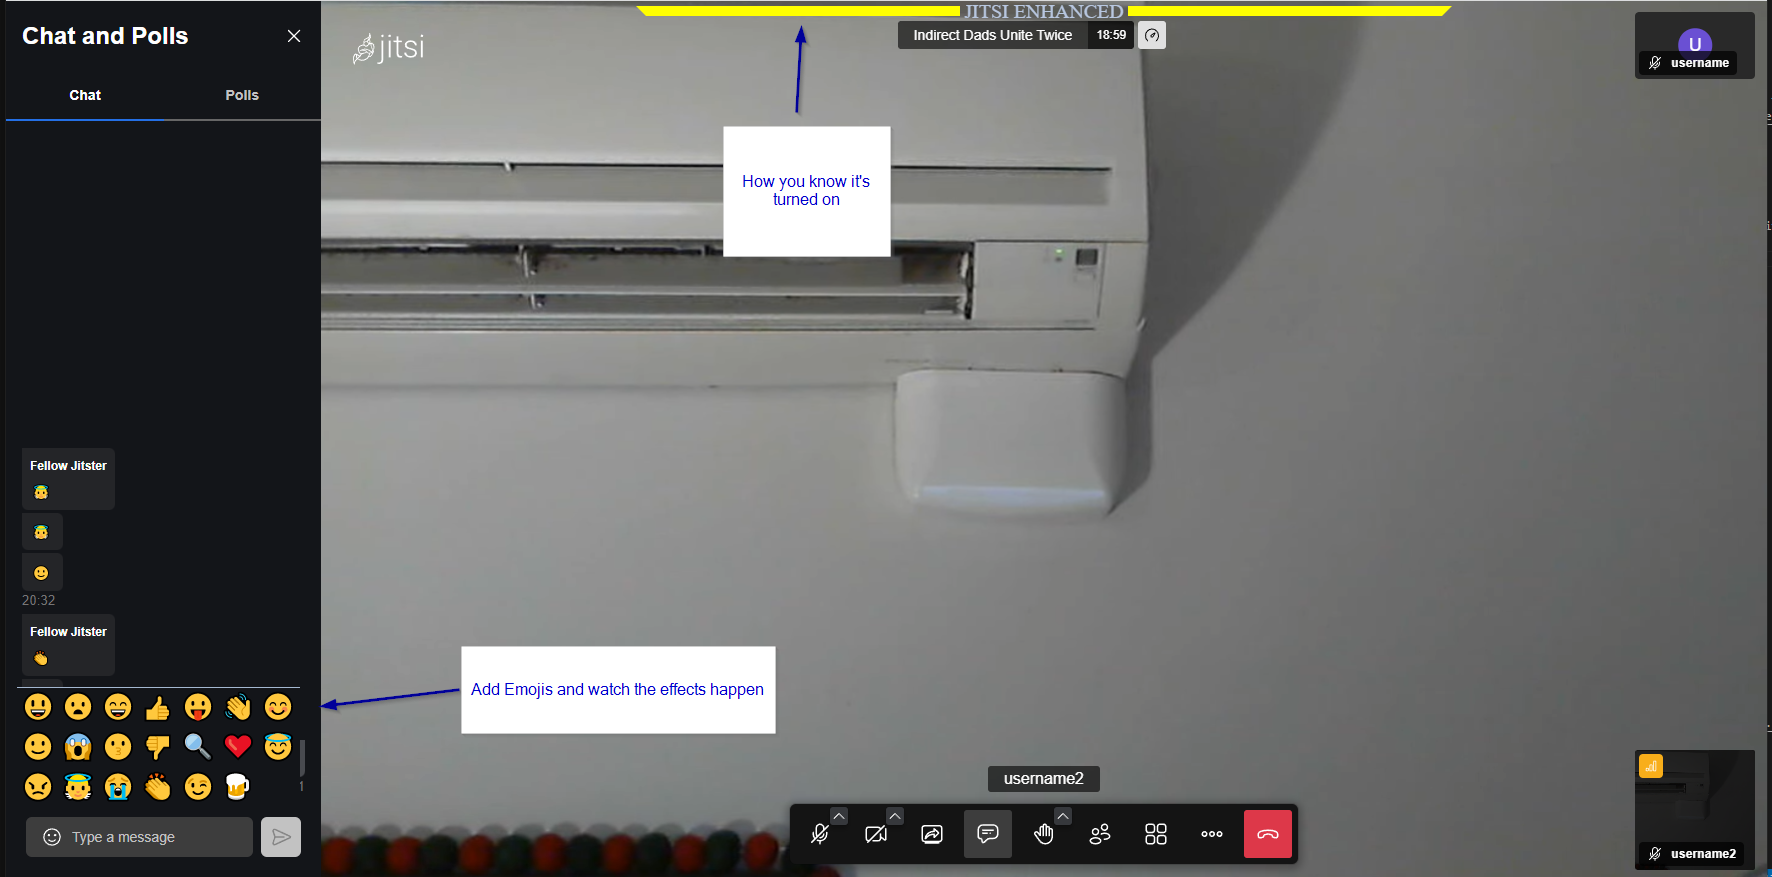 Chat and Polls
Chat
Polls
Fellow Jitster
20:32
Fellow Jitster
1
Type a message
jitsi
JITSI ENHANCED
Indirect Dads Unite Twice
18:59
How you know it's
turned on
Add Emojis and watch the effects happen
username2
U
username
username2